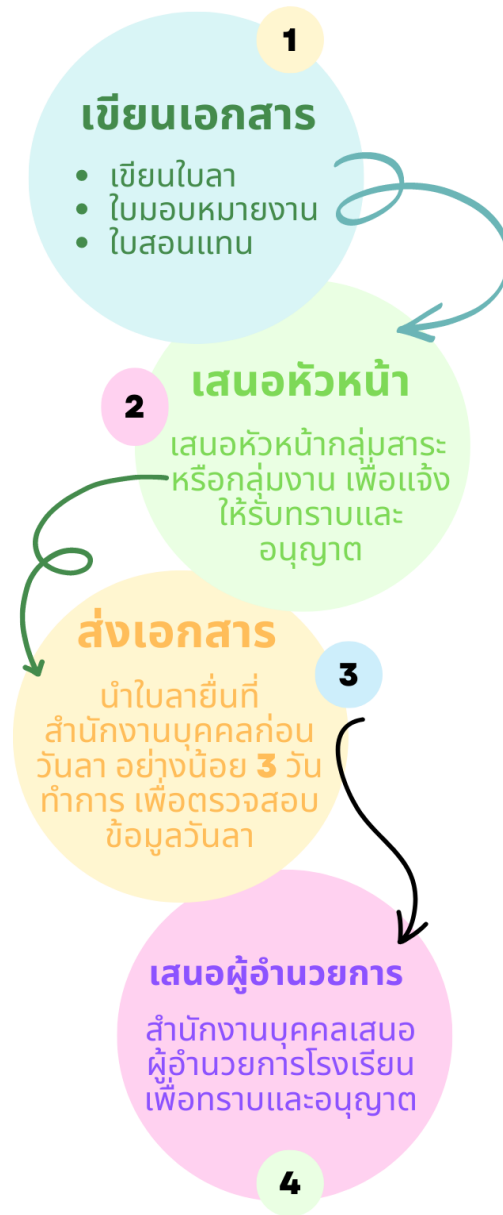 1
เขียนเอกสาร
• เขียนใบลา
• ใบมอบหมายงาน
• ใบสอนแทน
เสนอหัวหน้า
2
เสนอหัวหน้ากลุ่มสาระ
หรือกลุ่มงาน เพื่อแจ้ง
ให้รับทราบและ
อนุญาต
ส่งเอกสาร
3
นำใบลายื่นที่
สำนักงานบุคคลก่อน
วันลา อย่างน้อย 3 วัน
ทำการ เพื่อตรวจสอบ
ข้อมูลวันลา
เสนอผู้อำนวยการ
สำนักงานบุคคลเสนอ
ผู้อำนวยการโรงเรียน
เพื่อทราบและอนุญาต
4